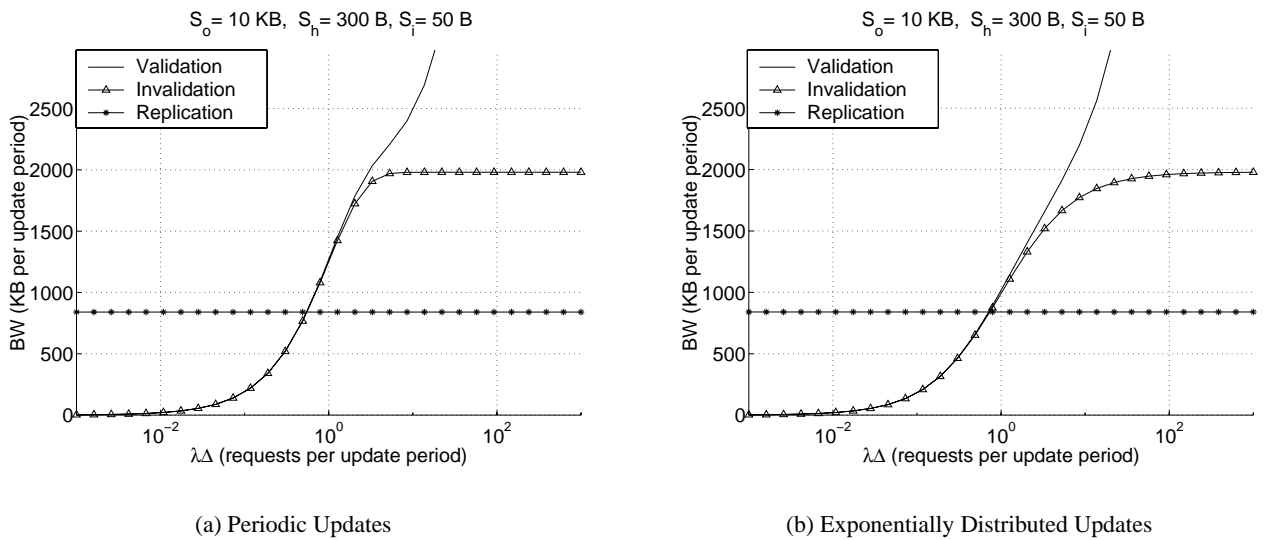 S_o= 10 KB, S_h= 300 B, S_i= 50 B
Validation
Invalidation
Replication
2500
2000
1500
1000
500
0
BW (KB per update period)
10^−2
10^0
10^2
λΔ (requests per update period)
(a) Periodic Updates
S_o= 10 KB, S_h= 300 B, S_i= 50 B
Validation
Invalidation
Replication
2500
2000
1500
1000
500
0
BW (KB per update period)
10^−2
10^0
10^2
λΔ (requests per update period)
(b) Exponentially Distributed Updates